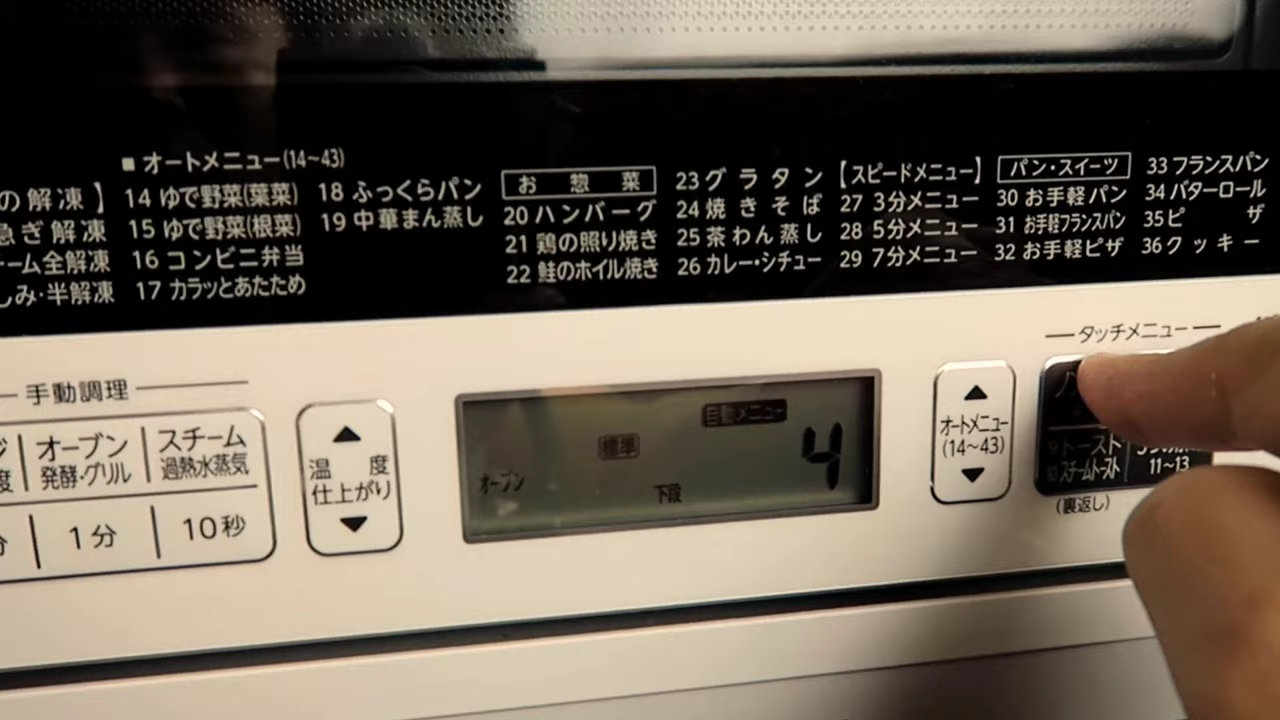 ■ オートメニュー(14~43)
の解凍】
急ぎ解凍
ーム全解凍
しみ・半解凍
14 ゆで野菜(葉菜)
15 ゆで野菜(根菜)
16 コンビニ弁当
17 カラッとあたため
18 ふっくらパン
19 中華まん蒸し
お惣菜
20 ハンバーグ
21 鶏の照り焼き
22 鮭のホイル焼き
23 グラタン
24 焼きそば
25 茶わん蒸し
26 カレー・シチュー
【スピードメニュー】
27 3分メニュー
28 5分メニュー
29 7分メニュー
パン・スイーツ
30 お手軽パン
31 お手軽フランスパン
32 お手軽ピザ
33 フランスパン
34 バターロール
35 ピザ
36 クッキー
手動調理
度
オーブン
発酵・グリル
スチーム
過熱水蒸気
分
1分
10秒
▲
温度
仕上がり
▼
自動メニュー
標準
4
オーブン
下段
▲
オートメニュー
(14~43)
▼
タッチメニュー
9 トースト
10 スチームトースト
11~13
(裏返し)